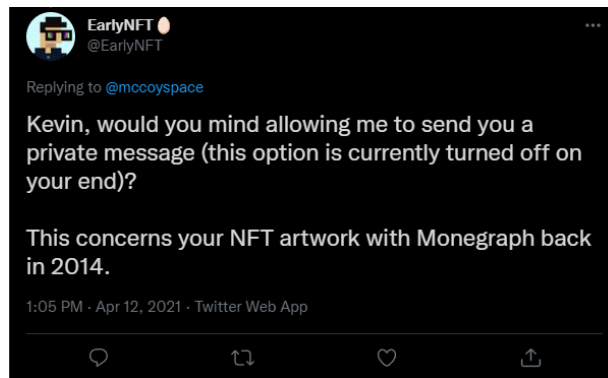 EarlyNFT🥚
@EarlyNFT
Replying to @mccoyspace
Kevin, would you mind allowing me to send you a
private message (this option is currently turned off on
your end)?
This concerns your NFT artwork with Monegraph back
in 2014.
1:05 PM · Apr 12, 2021 · Twitter Web App